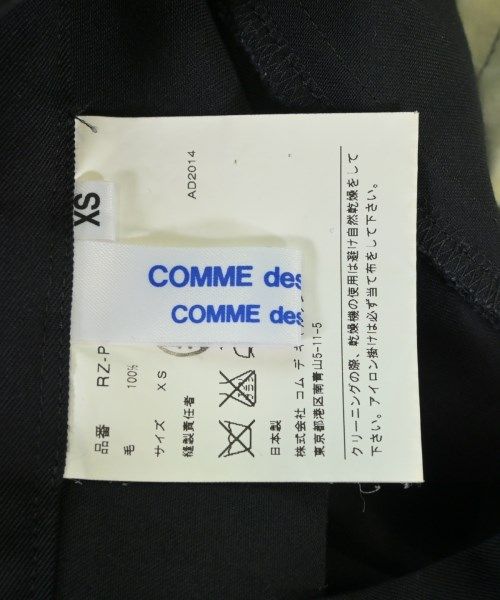 AD2014
XS
COMME des
COMME des
品番 RZ-P
毛 100%
サイズ XS
縫製責任者
日本製
株式会社 コム デ
東京都港区南青山5-11-5
クリーニングの際、乾燥機の使用は避け自然乾燥をして
下さい。アイロン掛けは必ず当て布をして下さい。